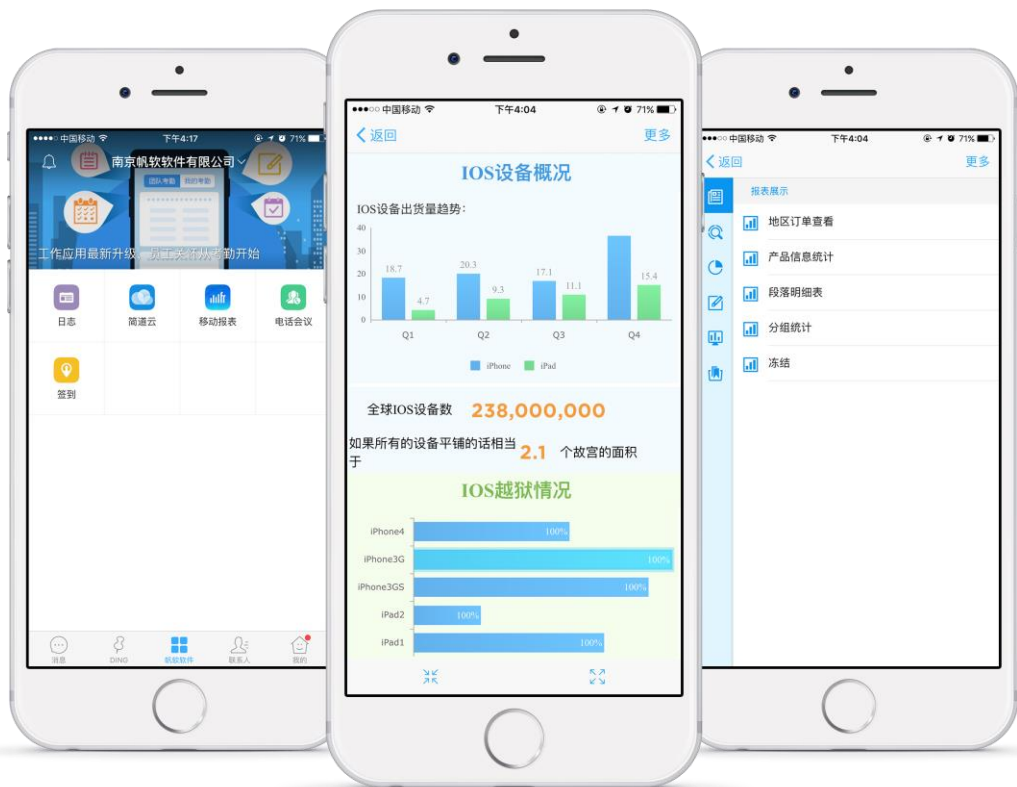 中国移动
下午4:17
71%
南京帆软软件有限公司
团队考勤 我的考勤
工作应用最新升级，
考勤开始
日志
简道云
移动报表
电话会议
签到
消息
DING
帆软软件
联系人
我的
中国移动
下午4:04
71%
返回
更多
IOS设备概况
IOS设备出货量趋势：
40
30
20
10
0
18.7
4.7
20.3
9.3
17.1
11.1
15.4
Q1
Q2
Q3
Q4
iPhone
iPad
全球IOS设备数 238,000,000
如果所有的设备平铺的话相当
于
2.1 个故宫的面积
IOS越狱情况
iPhone4
100%
iPhone3G
100%
iPhone3GS
100%
iPad2
100%
iPad1
100%
中国移动
下午4:04
71%
返回
更多
报表展示
地区订单查看
产品信息统计
段落明细表
分组统计
冻结